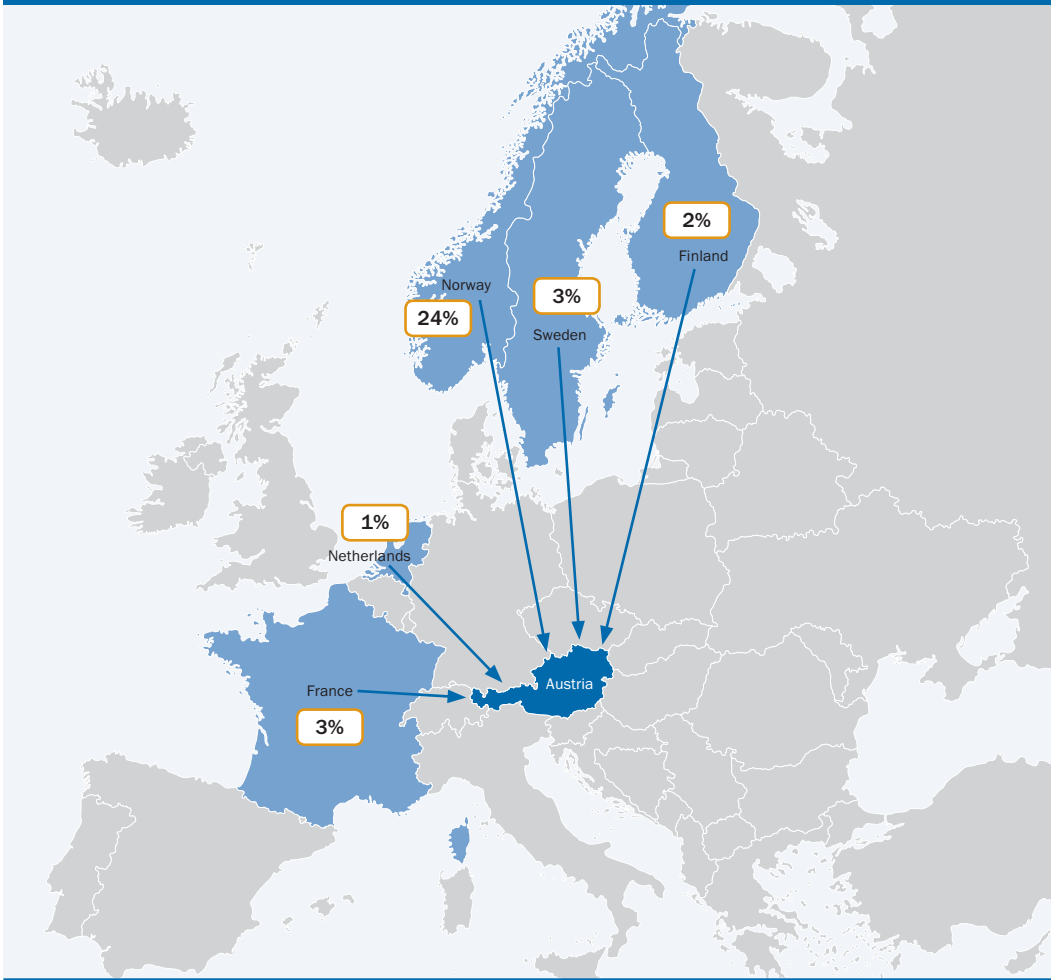 2%
Finland
Norway
24%
3%
Sweden
1%
Netherlands
Austria
France
3%